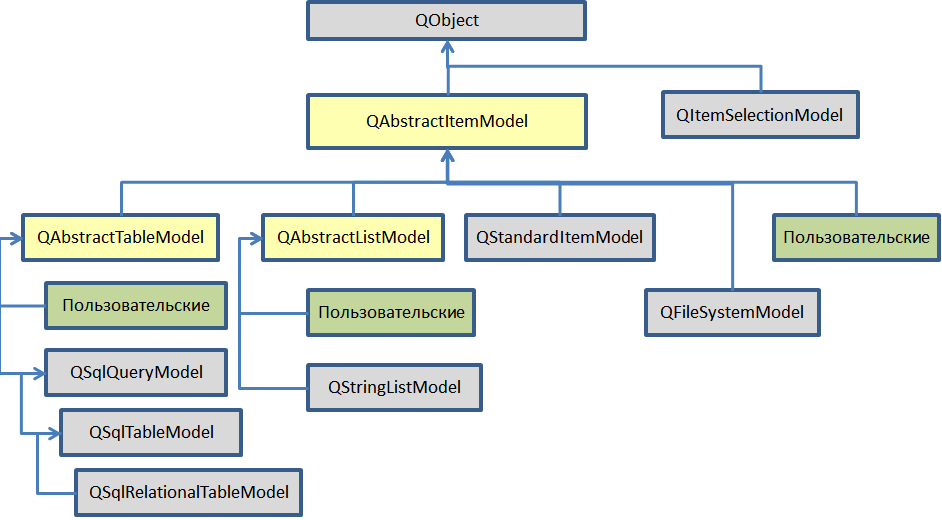 QObject
QAbstractItemModel
QItemSelectionModel
QAbstractTableModel
QAbstractListModel
QStandardItemModel
Пользовательские
Пользовательские
Пользовательские
QFileSystemModel
QSqlQueryModel
QStringListModel
QSqlTableModel
QSqlRelationalTableModel